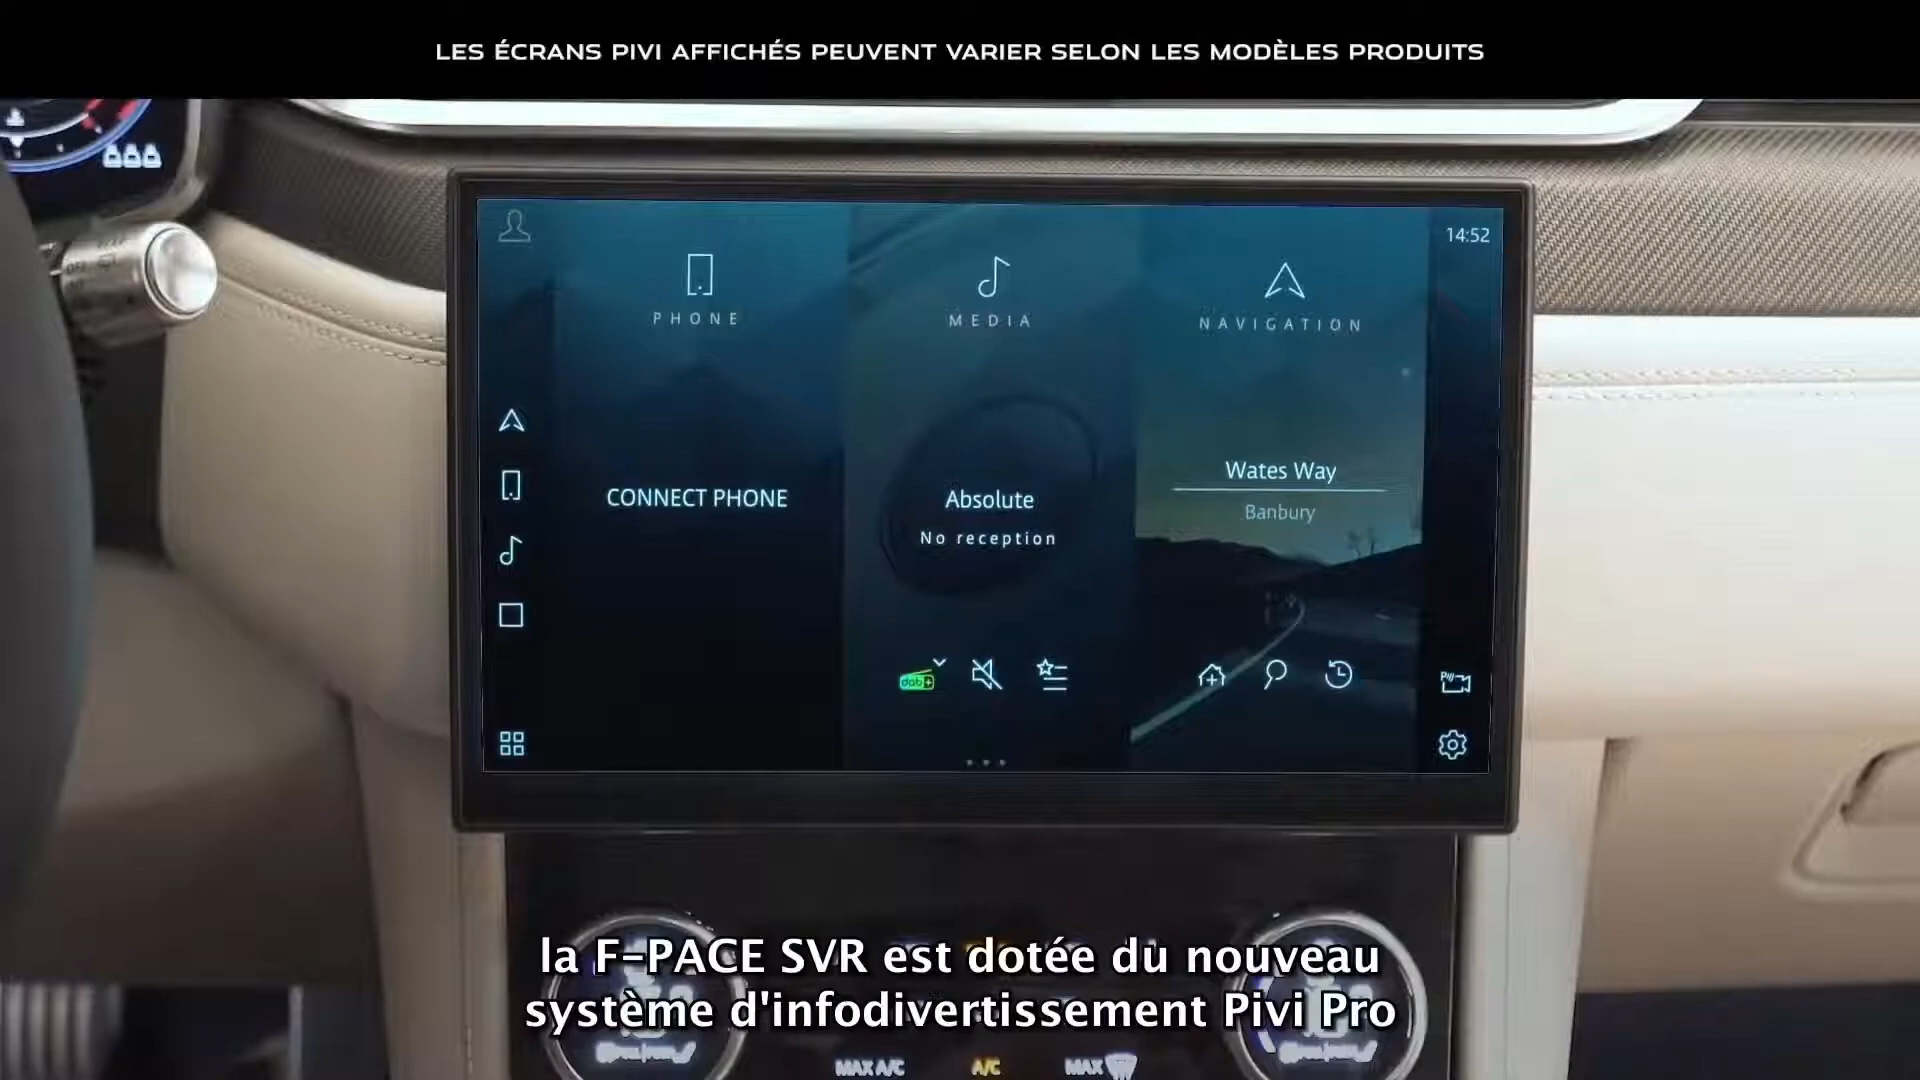 LES ÉCRANS PIVI AFFICHÉS PEUVENT VARIER SELON LES MODÈLES PRODUITS
14:52
PHONE
MEDIA
NAVIGATION
CONNECT PHONE
Absolute
No reception
Wates Way
Banbury
dab+
la F-PACE SVR est dotée du nouveau
système d'infodivertissement Pivi Pro
MAX A/C
A/C
MAX